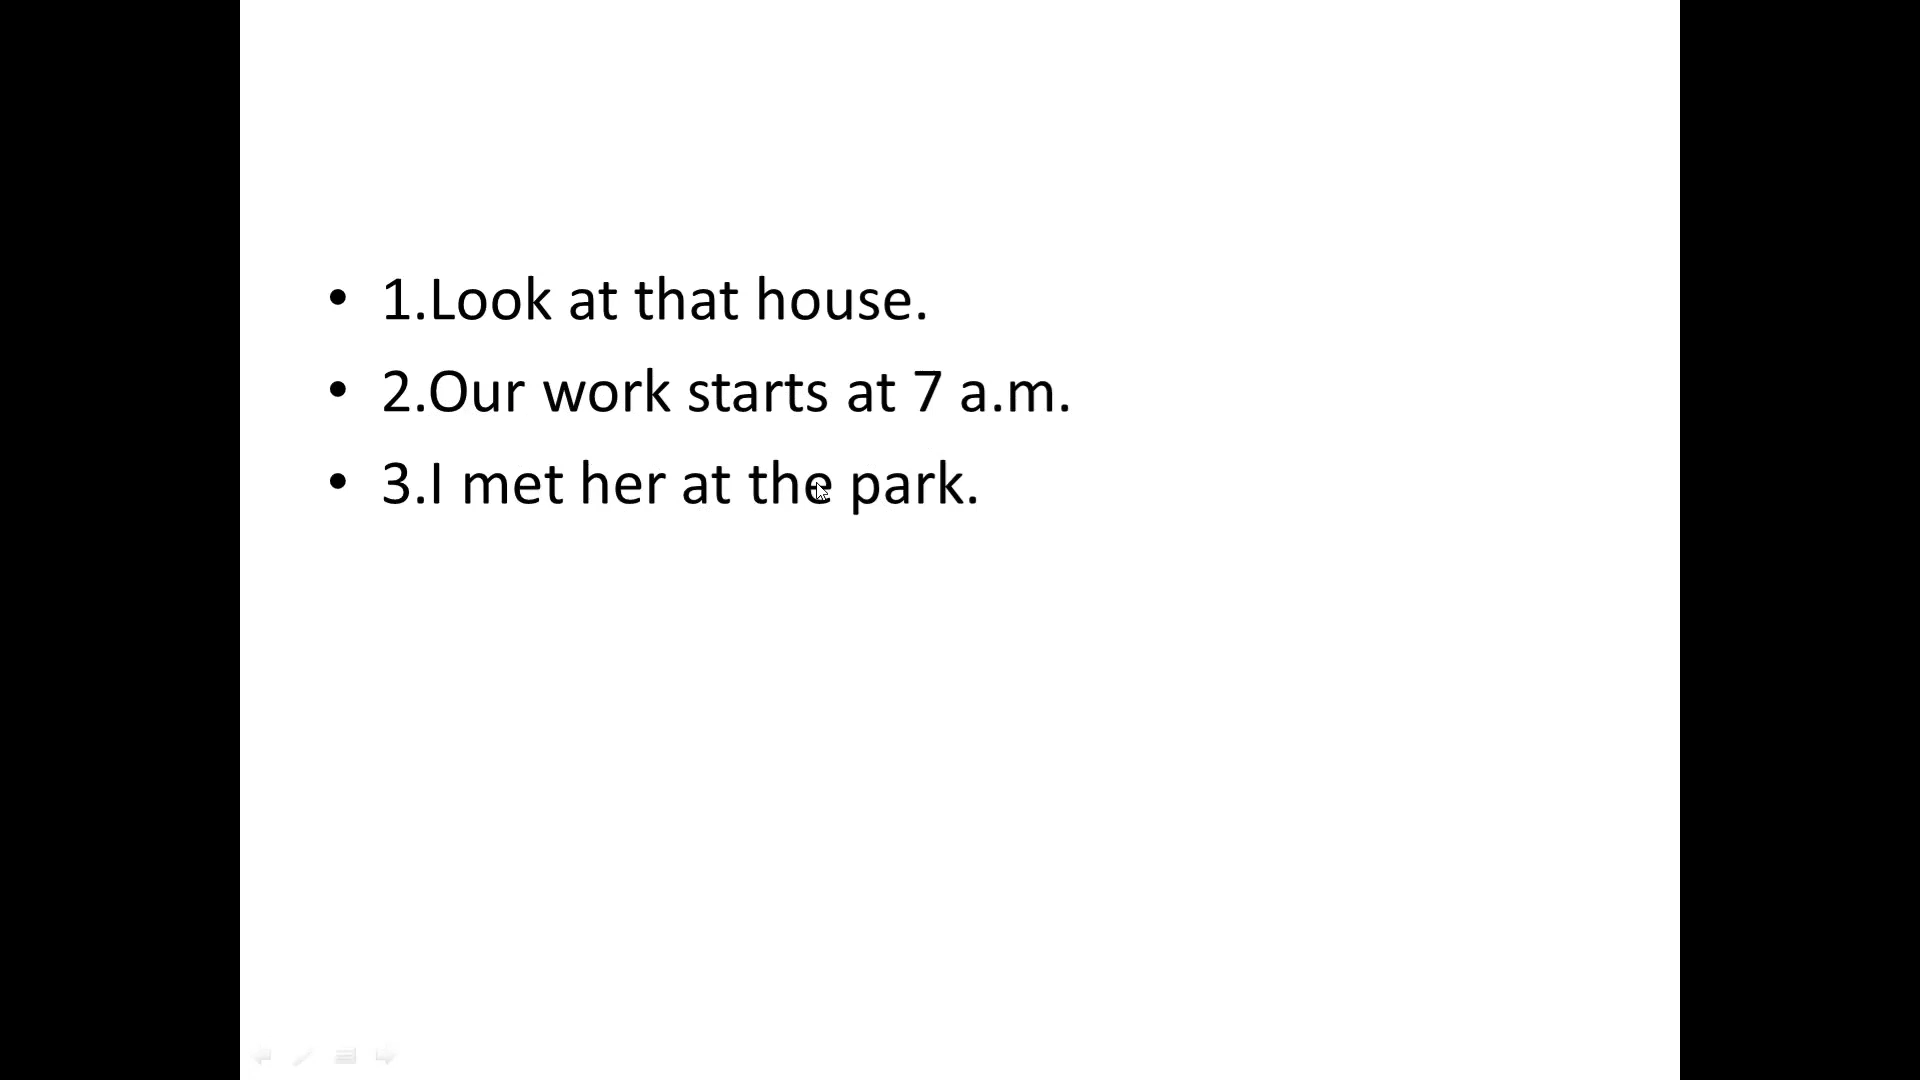 • 1.Look at that house.
• 2.Our work starts at 7 a.m.
• 3.I met her at the park.